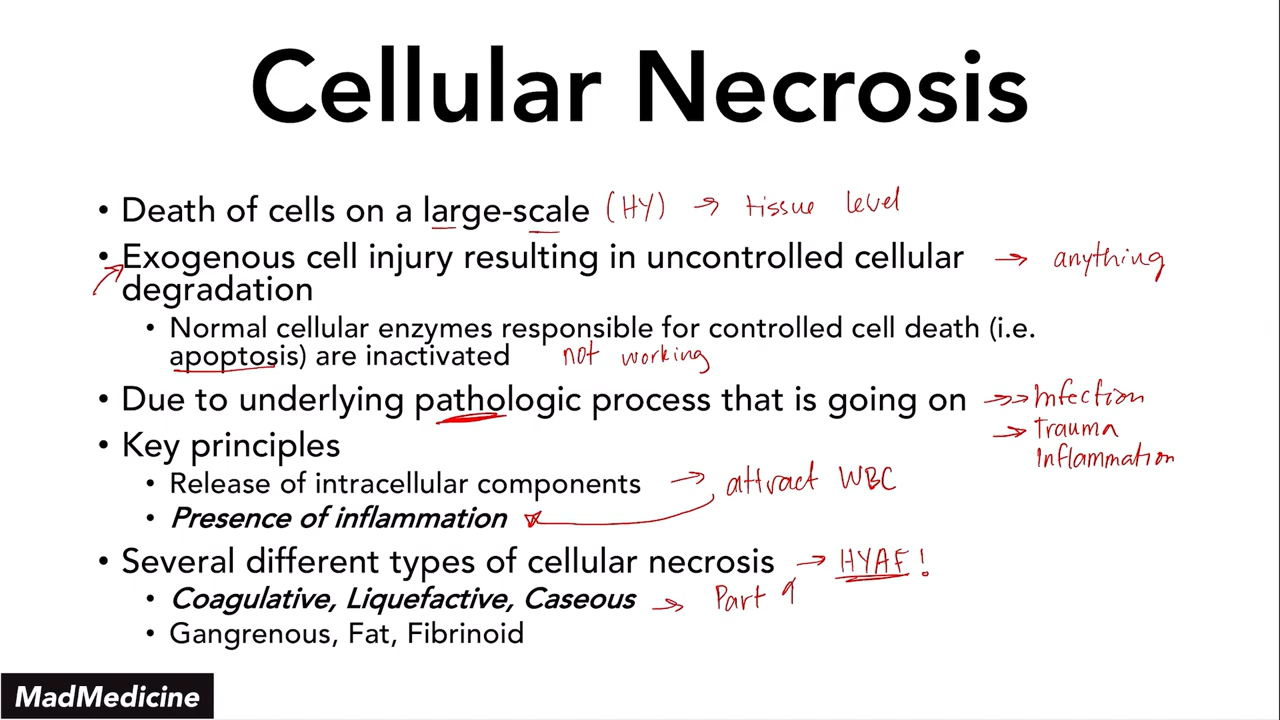 Cellular Necrosis
• Death of cells on a large-scale (HY) → tissue level
• Exogenous cell injury resulting in uncontrolled cellular → anything
degradation
• Normal cellular enzymes responsible for controlled cell death (i.e.
apoptosis) are inactivated not working
• Due to underlying pathologic process that is going on → Infection
→ Trauma
• Key principles
Inflammation
• Release of intracellular components → attract WBC
• Presence of inflammation
• Several different types of cellular necrosis → HYAF!
• Coagulative, Liquefactive, Caseous → Part
• Gangrenous, Fat, Fibrinoid
MadMedicine